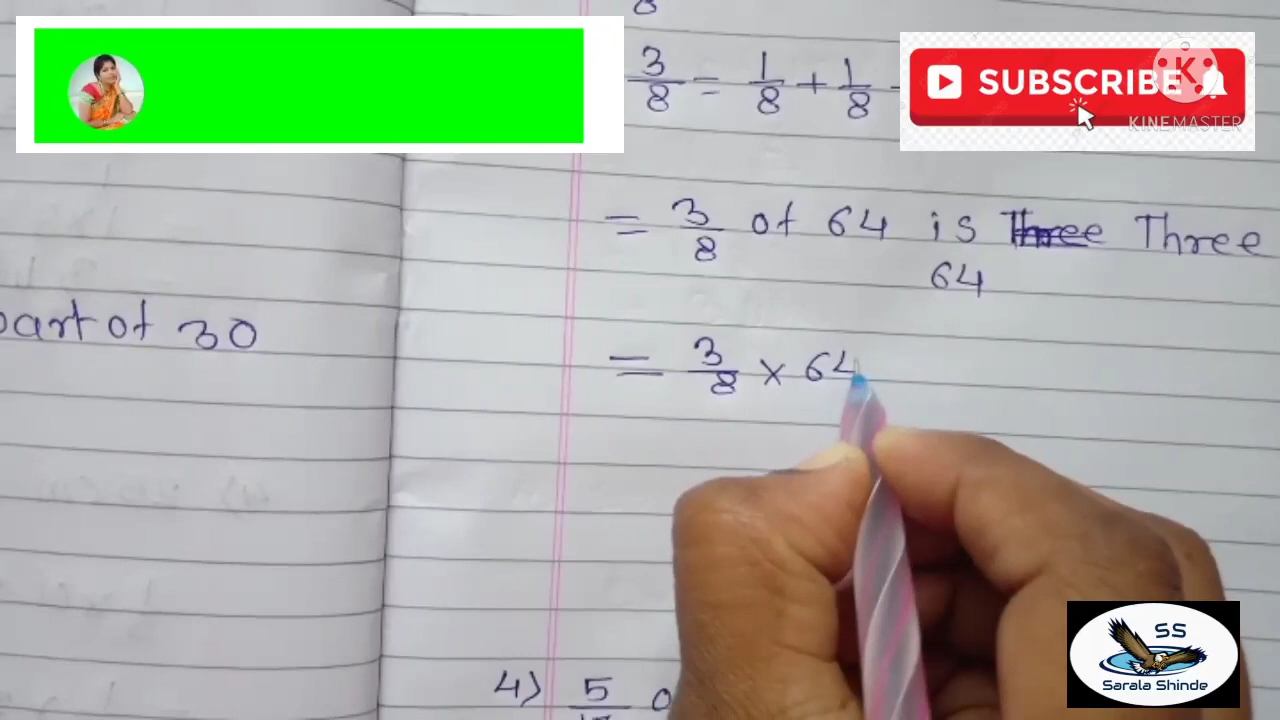 8
3/8 = 1/8 + 1/8
SUBSCRIBE
K
KINEMASTER
= 3/8 of 64 is Three
64
part of 30
= 3/8 × 64
4) 5
SS
Sarala Shinde